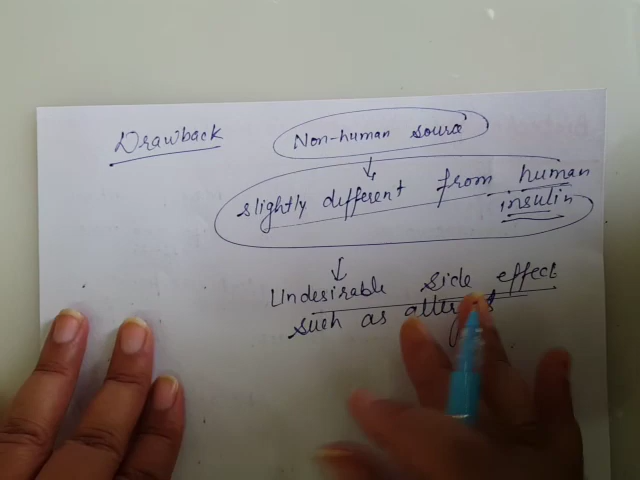 Drawback
Non-human source
slightly different from human
insulin
Undesirable side effect
such as